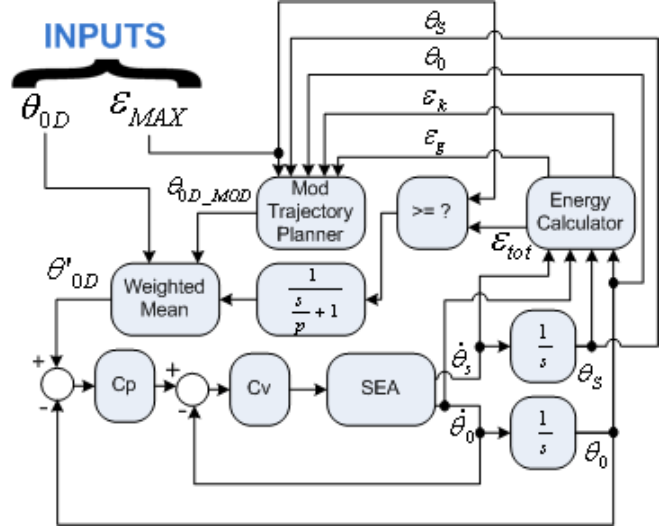 INPUTS
θ0D
εMAX
θS
θ0
εk
εg
θ0D_MOD
Mod
Trajectory
Planner
>= ?
Energy
Calculator
εtot
θ'0D
Weighted
Mean
1
s/p + 1
+
-
Cp
+
-
Cv
SEA
θ̇s
1/s
θS
θ̇0
1/s
θ0